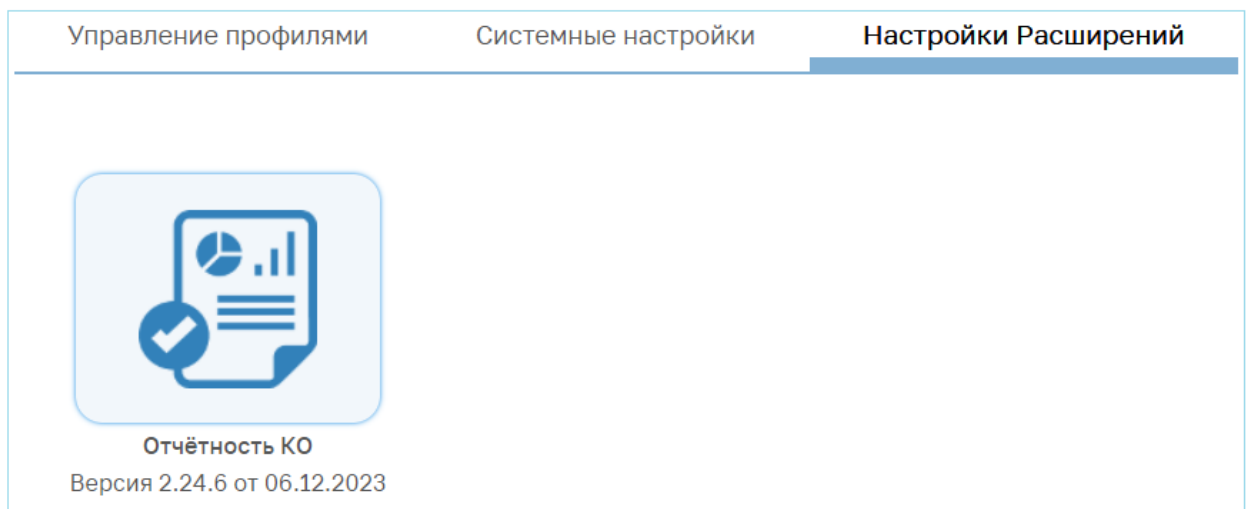 Управление профилями Системные настройки Настройки Расширений
Отчётность КО
Версия 2.24.6 от 06.12.2023